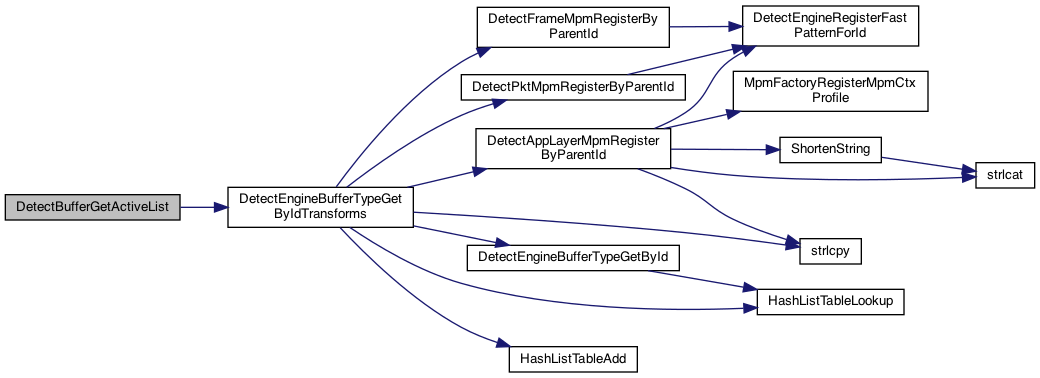 DetectFrameMpmRegisterBy
ParentId
DetectEngineRegisterFast
PatternForId
DetectPktMpmRegisterByParentId
MpmFactoryRegisterMpmCtx
Profile
DetectAppLayerMpmRegister
ByParentId
ShortenString
strlcat
DetectBufferGetActiveList
DetectEngineBufferTypeGet
ByIdTransforms
strlcpy
DetectEngineBufferTypeGetById
HashListTableLookup
HashListTableAdd